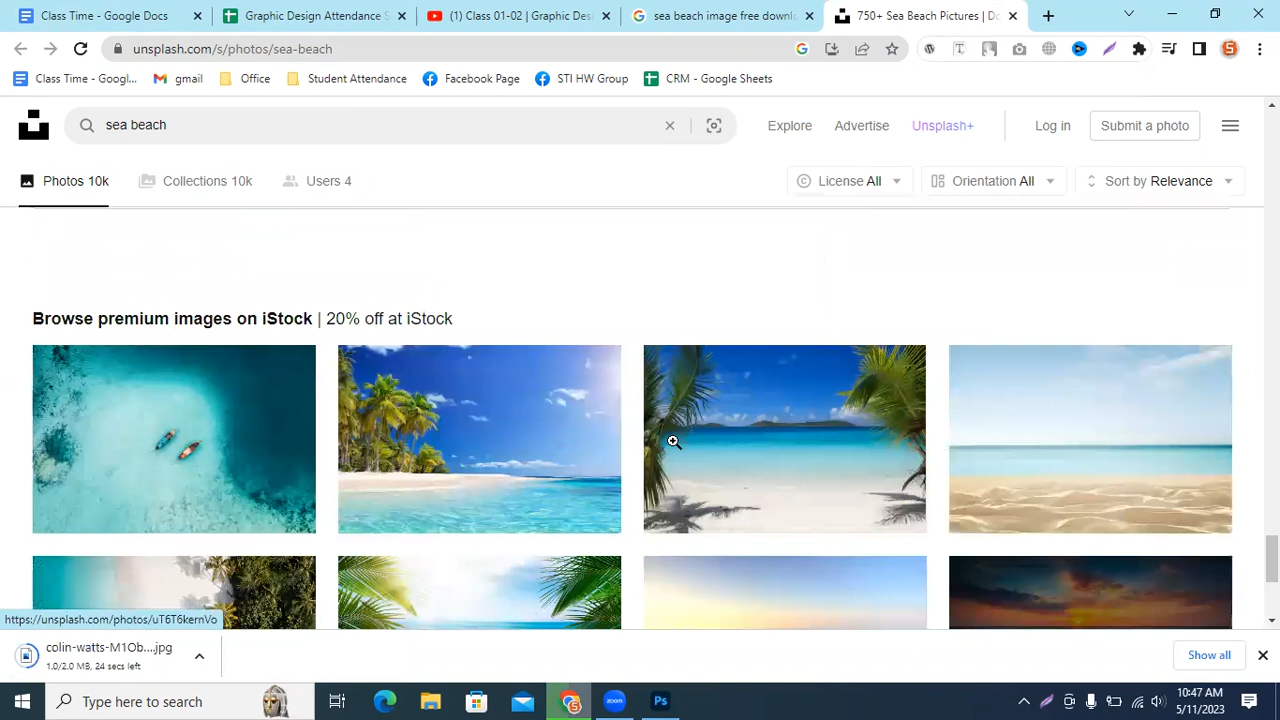 Class Time - Google Docs
Graphic Design Attendance S
(1) Class 01-02 | Graphic Des
sea beach image free downlo
750+ Sea Beach Pictures | Do
unsplash.com/s/photos/sea-beach
Class Time - Googl...
gmail
Office
Student Attendance
Facebook Page
STI HW Group
CRM - Google Sheets
sea beach
Explore
Advertise
Unsplash+
Log in
Submit a photo
Photos 10k
Collections 10k
Users 4
License All
Orientation All
Sort by Relevance
Browse premium images on iStock | 20% off at iStock
https://unsplash.com/photos/uT6T6kernVo
colin-watts-M1Ob....jpg
1.0/2.0 MB, 24 secs left
Show all
Type here to search
zoom
Ps
10:47 AM
5/11/2023